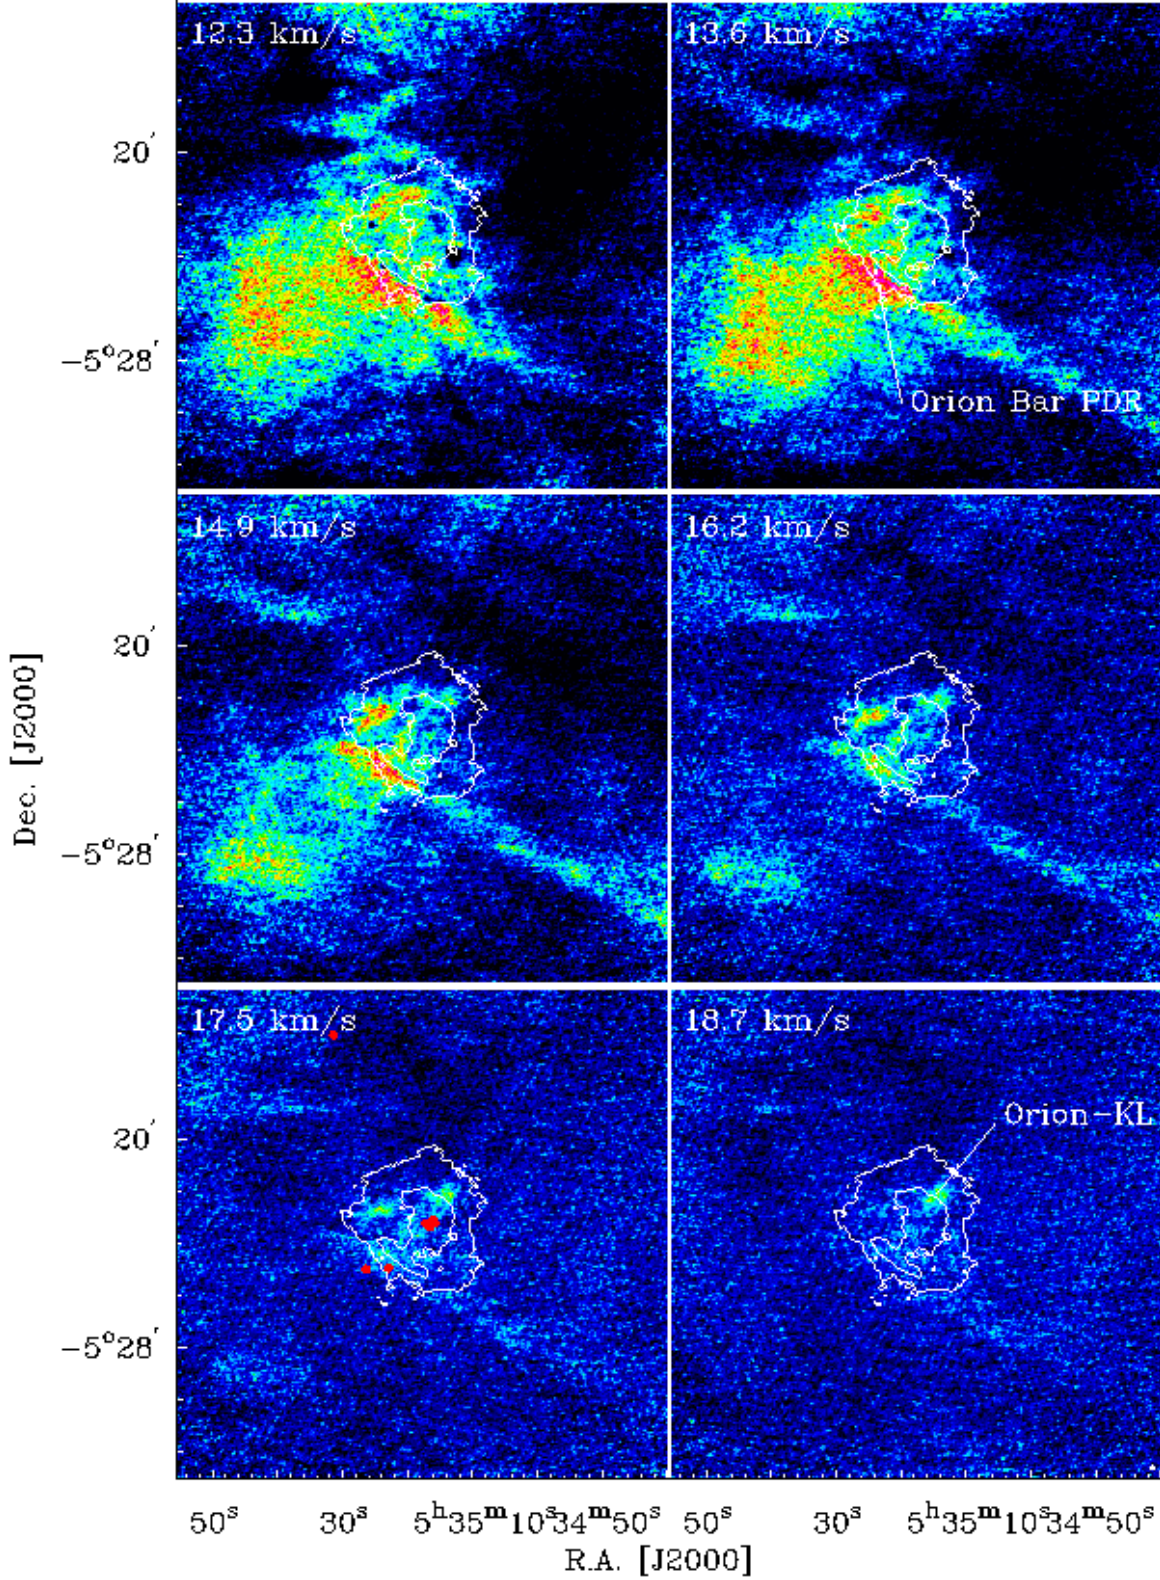 12.3 km/s
13.6 km/s
20′
−5°28′
Orion Bar PDR
14.9 km/s
16.2 km/s
20′
−5°28′
Dec. [J2000]
17.5 km/s
18.7 km/s
20′
Orion−KL
−5°28′
50ˢ 30ˢ 5ʰ35ᵐ10ˢ34ᵐ50ˢ 50ˢ 30ˢ 5ʰ35ᵐ10ˢ34ᵐ50ˢ
R.A. [J2000]